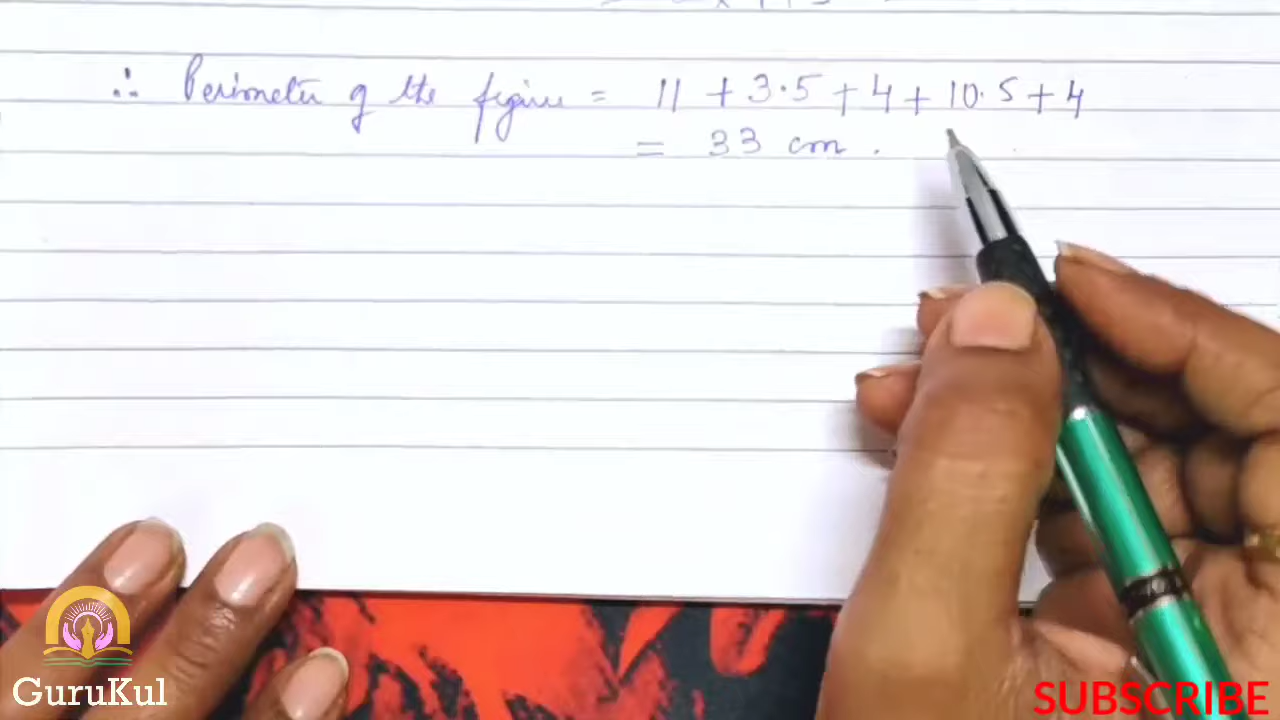 ∴ Perimeter of the figure = 11 + 3.5 + 4 + 10.5 + 4
= 33 cm.
GuruKul
SUBSCRIBE